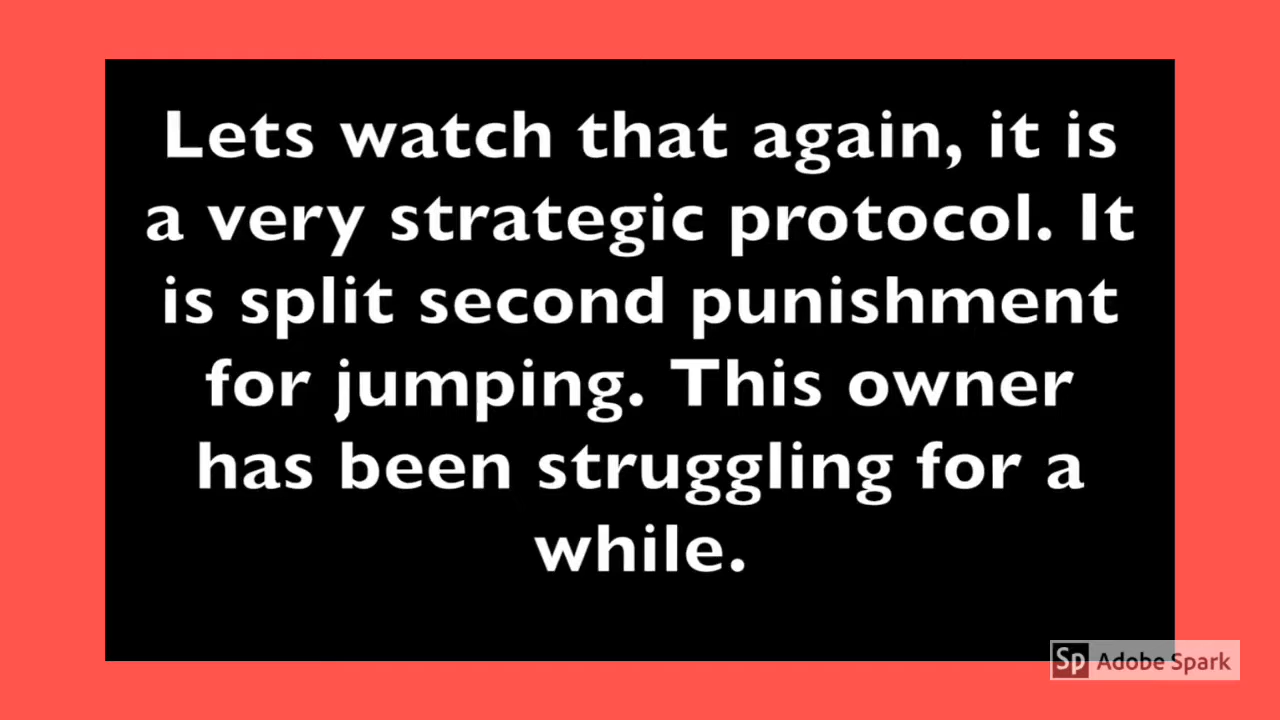 Lets watch that again, it is
a very strategic protocol. It
is split second punishment
for jumping. This owner
has been struggling for a
while.
Sp Adobe Spark